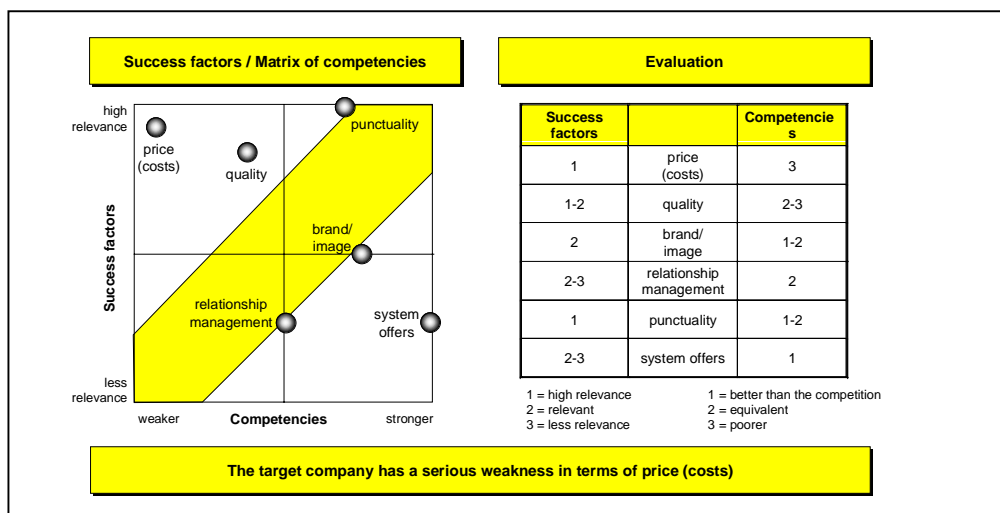 Success factors / Matrix of competencies
Evaluation
high
relevance
price
(costs)
quality
punctuality
brand/
image
relationship
management
system
offers
Success factors
less
relevance
weaker
Competencies
stronger
Success
factors
Competencie
s
1
price
(costs)
3
1-2
quality
2-3
2
brand/
image
1-2
2-3
relationship
management
2
1
punctuality
1-2
2-3
system offers
1
1 = high relevance
2 = relevant
3 = less relevance
1 = better than the competition
2 = equivalent
3 = poorer
The target company has a serious weakness in terms of price (costs)